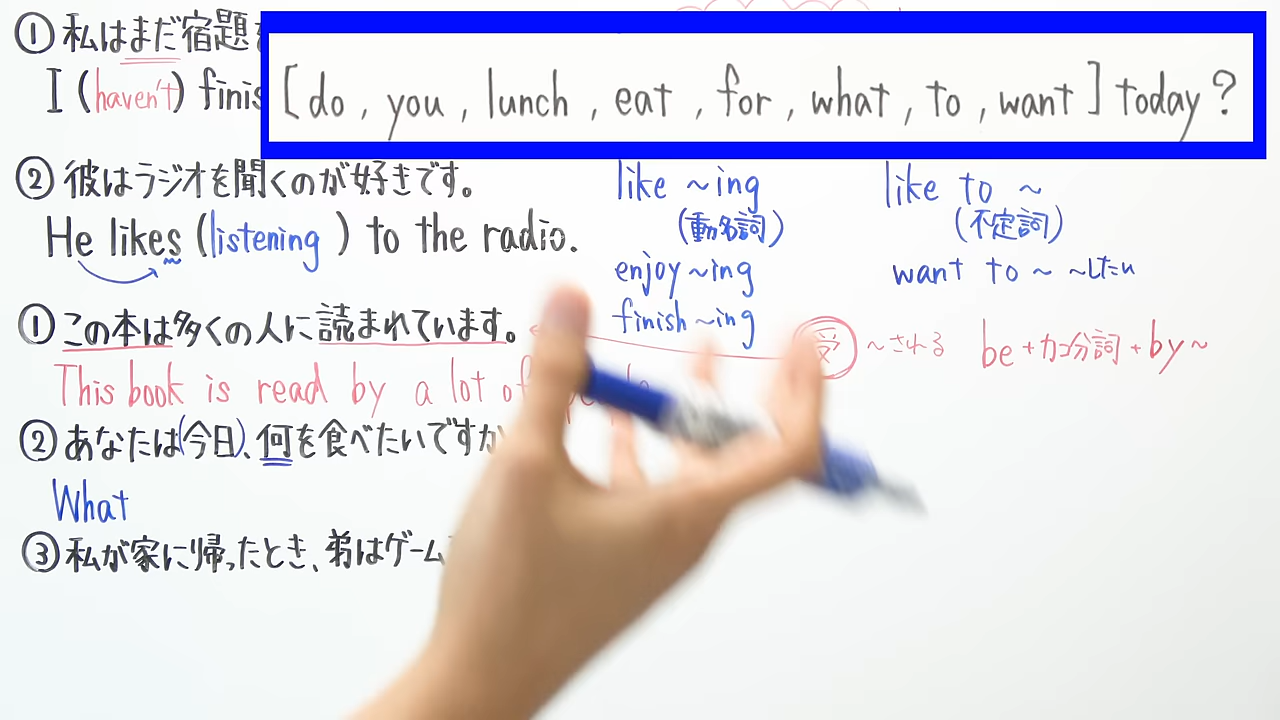 ①私はまだ宿題
I (haven't) finis
[do , you , lunch , eat , for , what , to , want] today ?
②彼はラジオを聞くのが好きです。
He likes (listening ) to the radio.
like ~ing
(動名詞)
enjoy ~ing
finish ~ing
like to ~
(不定詞)
want to ~ ~したい
①この本は多くの人に読まれています。
This book is read by a lot of
受 ~される be+カコ分詞+by~
②あなたは(今日)、何を食べたいですか
What
③私が家に帰ったとき、弟はゲーム